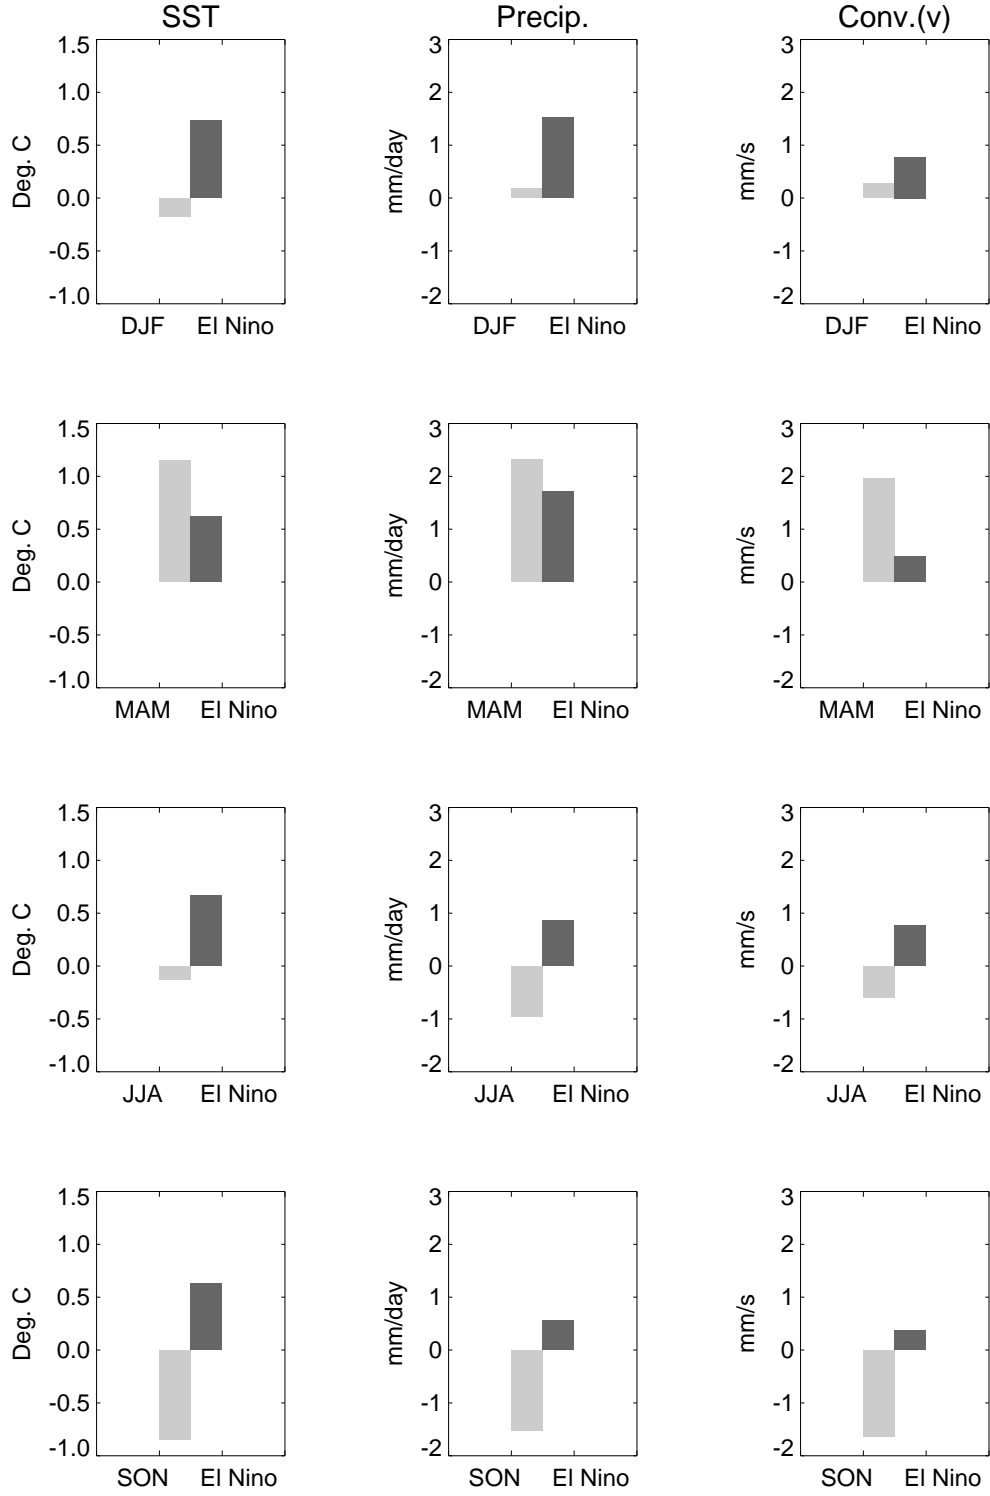 SST Precip. Conv.(v)
1.5 3 3
1.0 2 2
0.5 1 1
0.0 0 0
-0.5 -1 -1
-1.0 -2 -2
Deg. C mm/day mm/s
DJF El Nino DJF El Nino DJF El Nino
1.5 3 3
1.0 2 2
0.5 1 1
0.0 0 0
-0.5 -1 -1
-1.0 -2 -2
Deg. C mm/day mm/s
MAM El Nino MAM El Nino MAM El Nino
1.5 3 3
1.0 2 2
0.5 1 1
0.0 0 0
-0.5 -1 -1
-1.0 -2 -2
Deg. C mm/day mm/s
JJA El Nino JJA El Nino JJA El Nino
1.5 3 3
1.0 2 2
0.5 1 1
0.0 0 0
-0.5 -1 -1
-1.0 -2 -2
Deg. C mm/day mm/s
SON El Nino SON El Nino SON El Nino